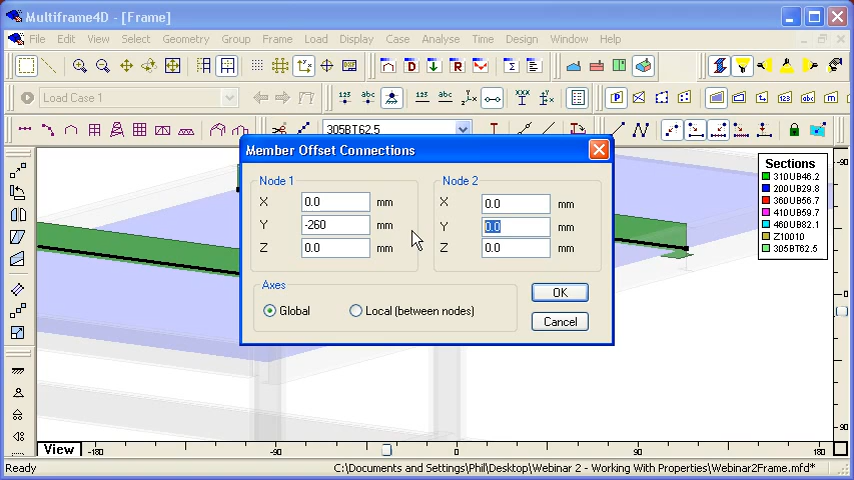 Multiframe4D - [Frame]
File Edit View Select Geometry Group Frame Load Display Case Analyse Time Design Window Help
Load Case 1
305BT62.5
Member Offset Connections
Node 1
X 0.0 mm
Y -260 mm
Z 0.0 mm
Node 2
X 0.0 mm
Y 0.0 mm
Z 0.0 mm
Axes
Global Local (between nodes)
OK
Cancel
Sections
310UB46.2
200UB29.8
360UB56.7
410UB59.7
460UB82.1
Z10010
305BT62.5
-90
0
90
View -180 -90 0 90 180
Ready C:\Documents and Settings\Phil\Desktop\Webinar 2 - Working With Properties\Webinar2Frame.mfd*